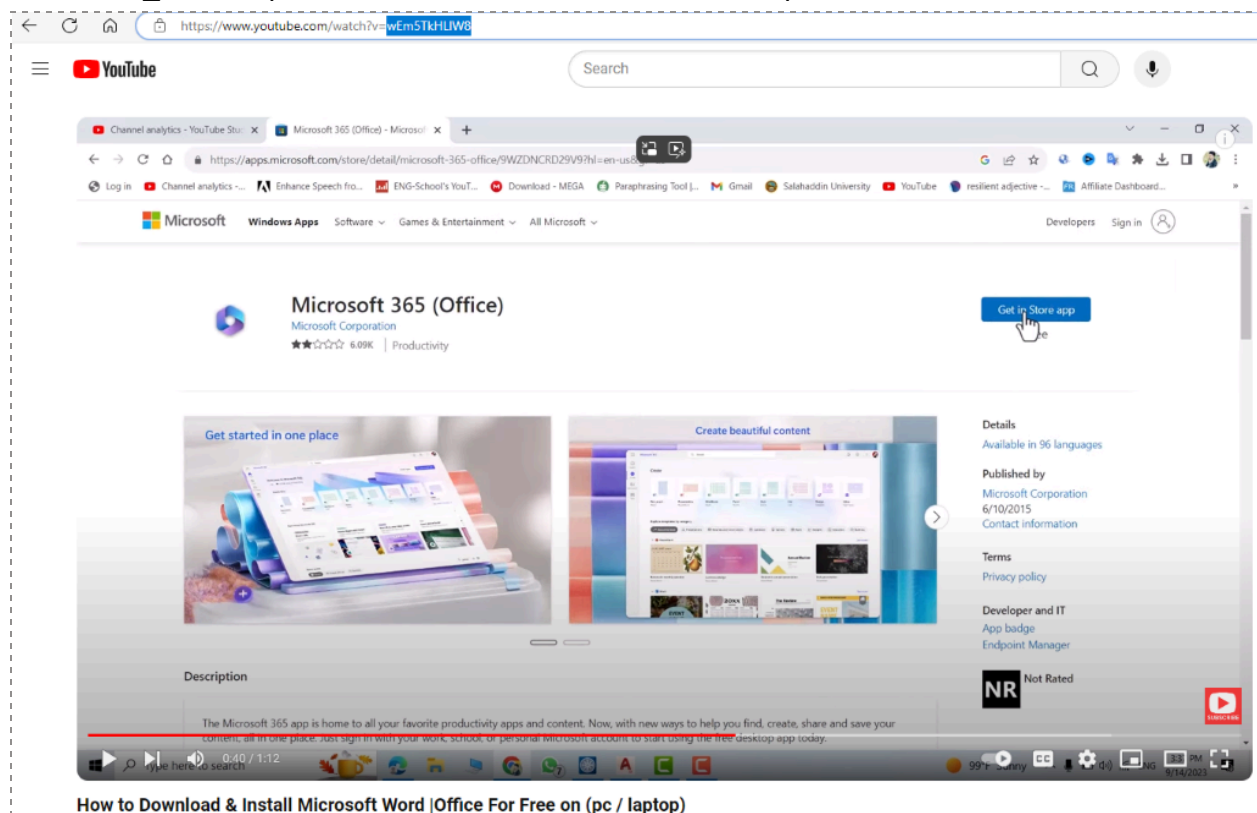 https://www.youtube.com/watch?v=wEm5TkHLIW8
YouTube
Search
Channel analytics - YouTube Stu
Microsoft 365 (Office) - Microsof
https://apps.microsoft.com/store/detail/microsoft-365-office/9WZDNCRD29V9?hl=en-us&g
Log in Channel analytics -... Enhance Speech fro... ENG-School's YouT... Download - MEGA Paraphrasing Tool |... Gmail Salahaddin University YouTube resilient adjective -... Affiliate Dashboard...
Microsoft Windows Apps Software Games & Entertainment All Microsoft Developers Sign in
Microsoft 365 (Office)
Microsoft Corporation
6.09K Productivity
Get in Store app
Get started in one place
Create beautiful content
Details
Available in 96 languages
Published by
Microsoft Corporation
6/10/2015
Contact information
Terms
Privacy policy
Developer and IT
App badge
Endpoint Manager
NR Not Rated
Description
SUBSCRIBE
The Microsoft 365 app is home to all your favorite productivity apps and content. Now, with new ways to help you find, create, share and save your
content, all in one place. Just sign in with your work, school, or personal Microsoft account to start using the free desktop app today.
Type here to search
0:40 / 1:12
99°F Sunny CC ENG PM
9/14/2023
How to Download & Install Microsoft Word |Office For Free on (pc / laptop)